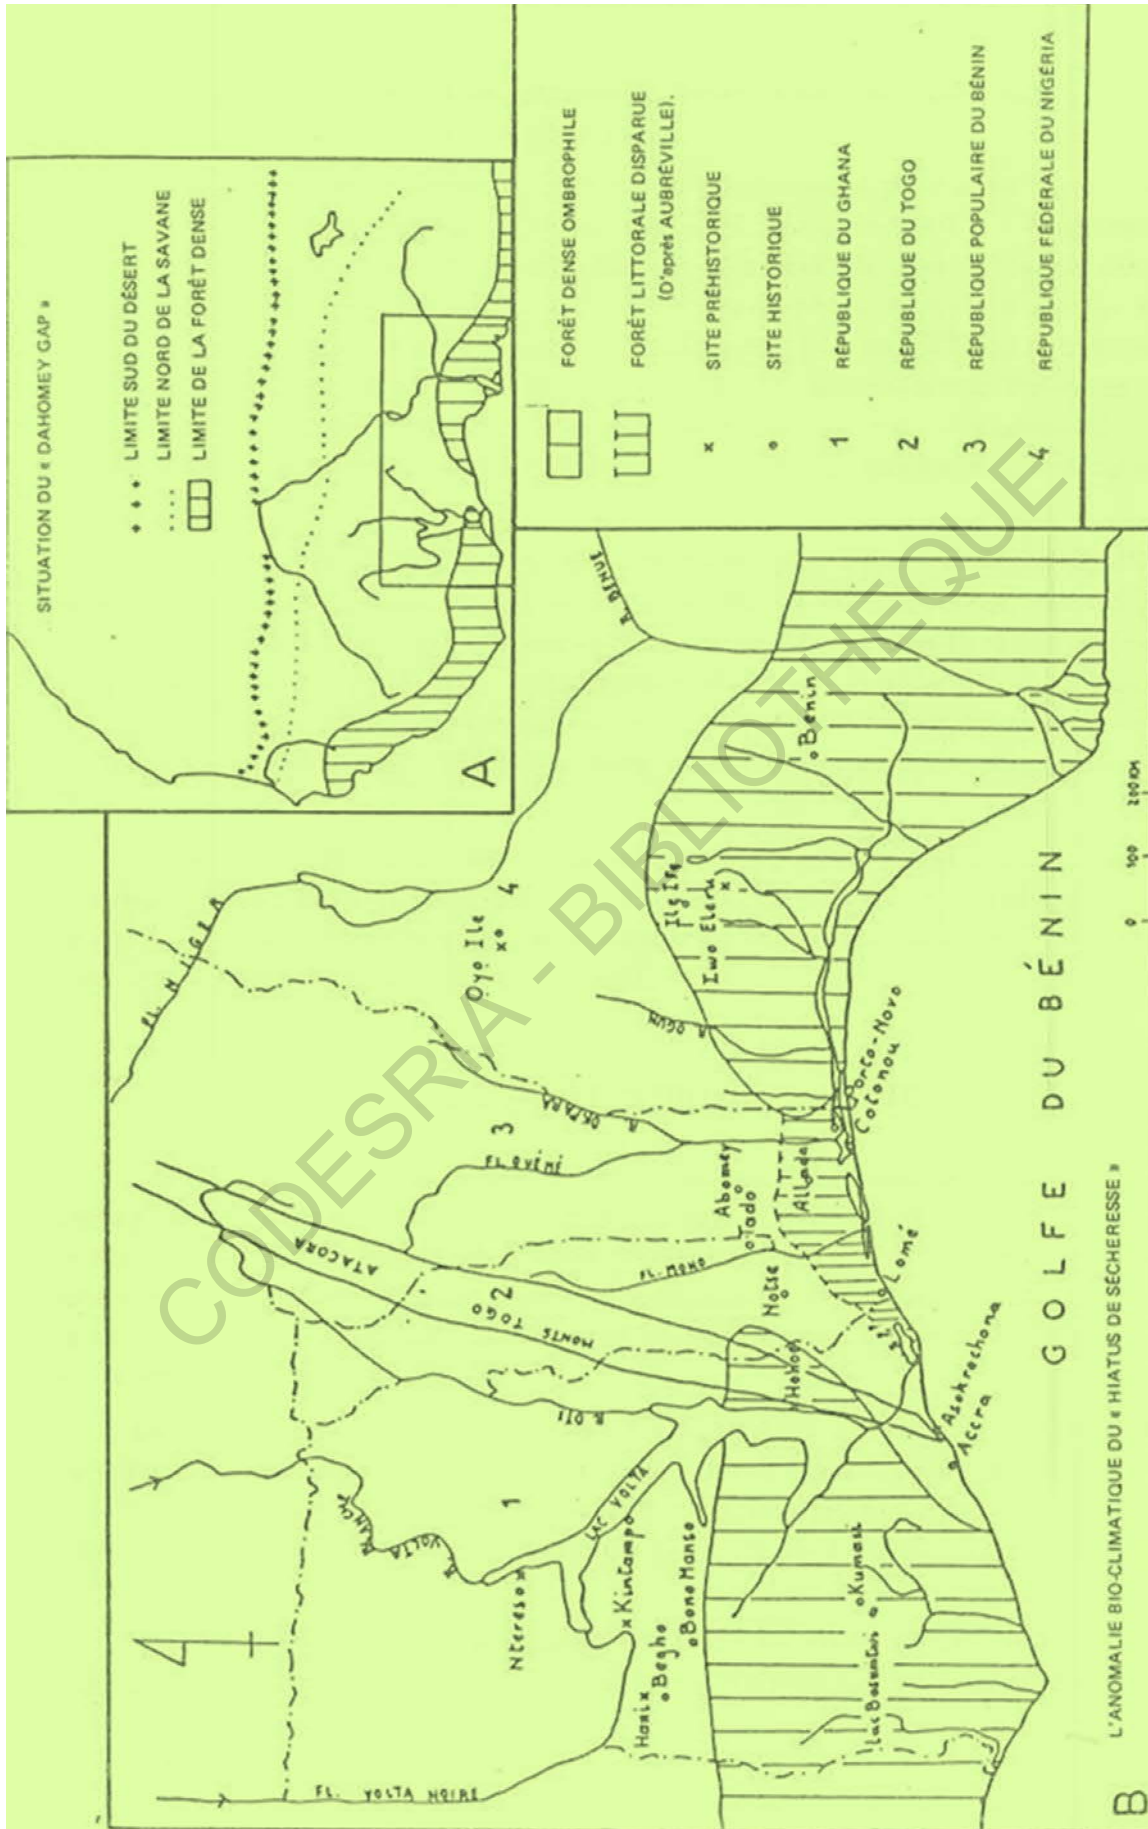 SITUATION DU « DAHOMEY GAP »
LIMITE SUD DU DÉSERT
LIMITE NORD DE LA SAVANE
LIMITE DE LA FORÊT DENSE
A
FORÊT DENSE OMBROPHILE
FORÊT LITTORALE DISPARUE
(D'après AUBRÉVILLE).
x SITE PRÉHISTORIQUE
o SITE HISTORIQUE
1 RÉPUBLIQUE DU GHANA
2 RÉPUBLIQUE DU TOGO
3 RÉPUBLIQUE POPULAIRE DU BÉNIN
4 RÉPUBLIQUE FÉDÉRALE DU NIGÉRIA
FL. VOLTA NOIRE
VOLTA
BLANCHE
1
R. OTI
MONTS TOGO
ATACORA
2
FL. MONO
FL. OUÉMÉ
3
R. OKPARA
R. OGUN
Oyo Ile
4
R. BENUE
Ntereso
Kintampo
LAC VOLTA
Hani
Begho
Bono Manso
Lac Bosumtwi
Kumasi
Hohoe
Notse
Tado
Abomey
Allada
Ile Ife
Iwo Eleru
Bénin
Accra
Asokrochona
Lomé
Cotonou
Porto-Novo
GOLFE DU BÉNIN
0 100 200 KM
B
L'ANOMALIE BIO-CLIMATIQUE DU « HIATUS DE SÉCHERESSE »
CODESRIA - BIBLIOTHEQUE